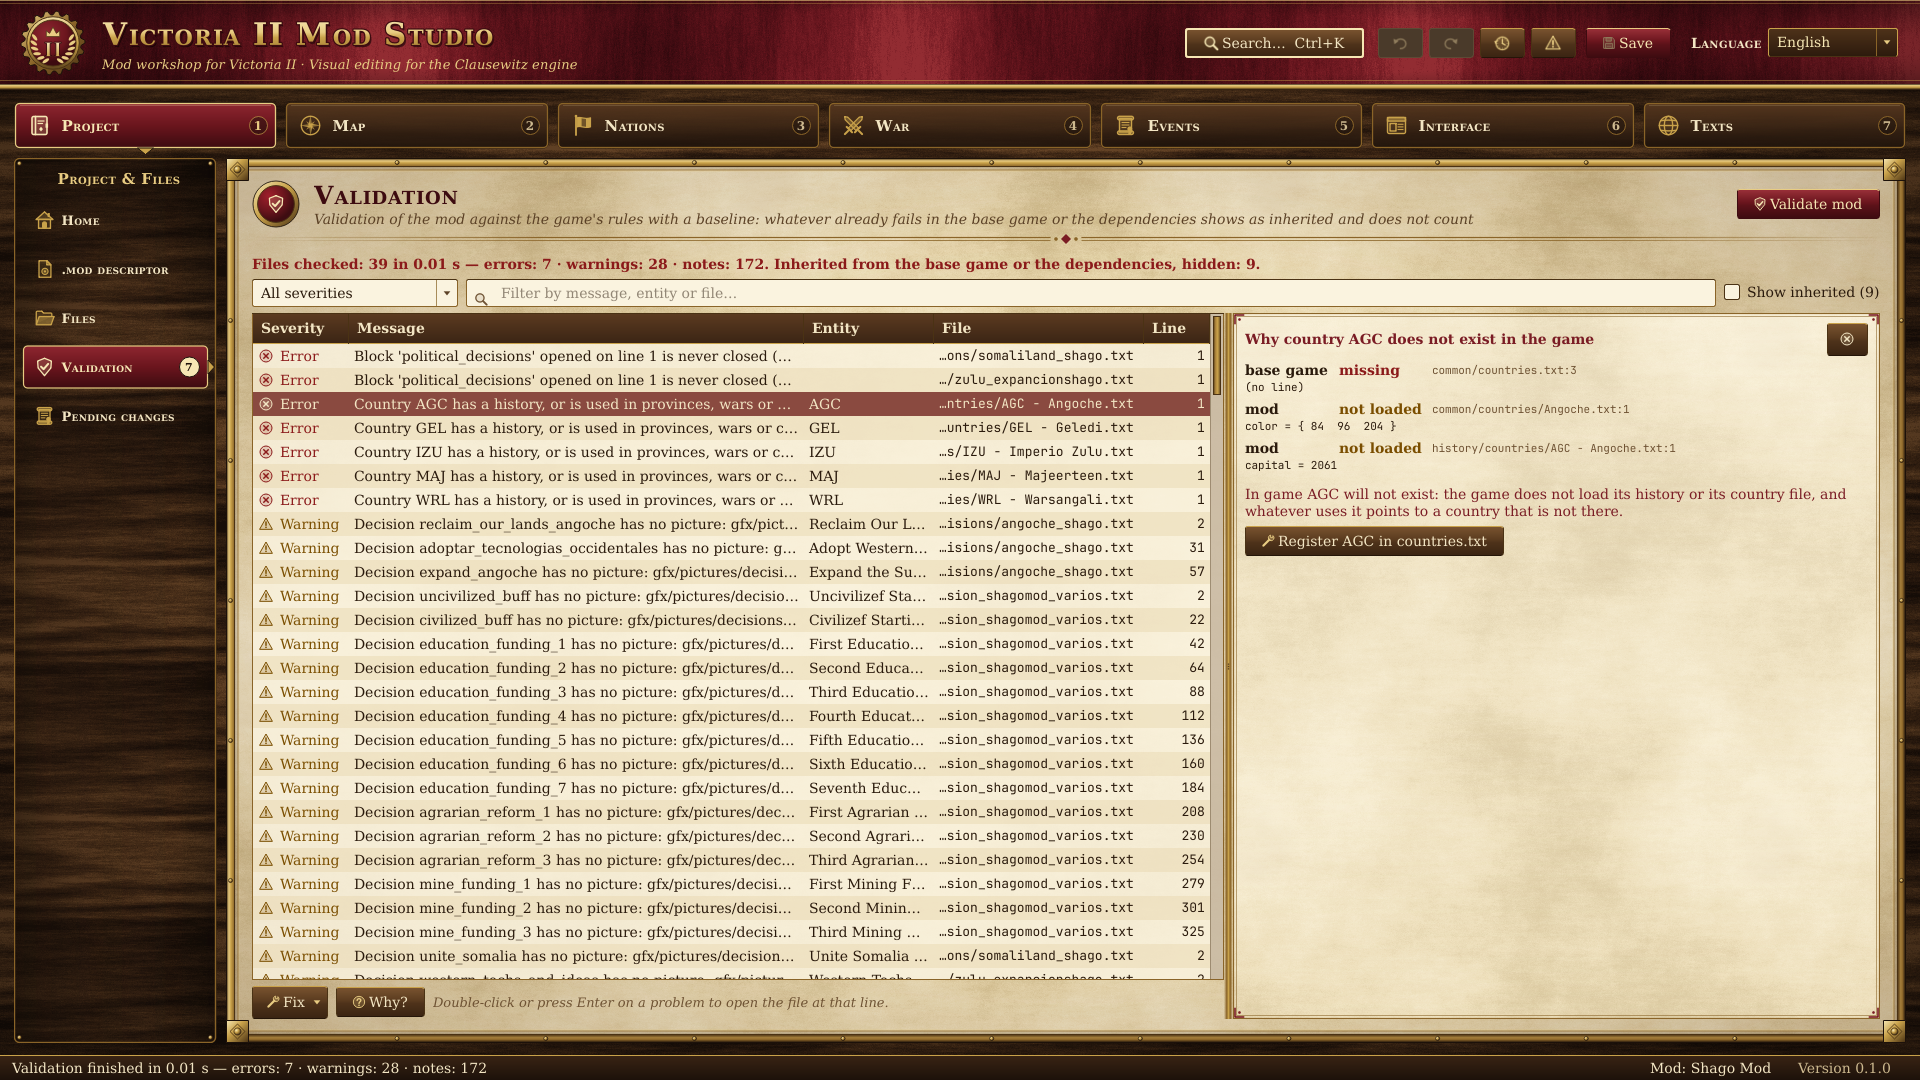 Victoria II Mod Studio
Mod workshop for Victoria II · Visual editing for the Clausewitz engine
Search... Ctrl+K
Save
Language
English
Project 1
Map 2
Nations 3
War 4
Events 5
Interface 6
Texts 7
Project & Files
Home
.mod descriptor
Files
Validation 7
Pending changes
Validation
Validation of the mod against the game's rules with a baseline: whatever already fails in the base game or the dependencies shows as inherited and does not count
Validate mod
Files checked: 39 in 0.01 s — errors: 7 · warnings: 28 · notes: 172. Inherited from the base game or the dependencies, hidden: 9.
All severities
Filter by message, entity or file...
Show inherited (9)
Severity Message Entity File Line
Error Block 'political_decisions' opened on line 1 is never closed (... …ons/somaliland_shago.txt 1
Error Block 'political_decisions' opened on line 1 is never closed (... …/zulu_expancionshago.txt 1
Error Country AGC has a history, or is used in provinces, wars or ... AGC …ntries/AGC - Angoche.txt 1
Error Country GEL has a history, or is used in provinces, wars or c... GEL …untries/GEL - Geledi.txt 1
Error Country IZU has a history, or is used in provinces, wars or c... IZU …s/IZU - Imperio Zulu.txt 1
Error Country MAJ has a history, or is used in provinces, wars or c... MAJ …ies/MAJ - Majeerteen.txt 1
Error Country WRL has a history, or is used in provinces, wars or ... WRL …ies/WRL - Warsangali.txt 1
Warning Decision reclaim_our_lands_angoche has no picture: gfx/pict... Reclaim Our L... …isions/angoche_shago.txt 2
Warning Decision adoptar_tecnologias_occidentales has no picture: g... Adopt Western... …isions/angoche_shago.txt 31
Warning Decision expand_angoche has no picture: gfx/pictures/decisi... Expand the Su... …isions/angoche_shago.txt 57
Warning Decision uncivilized_buff has no picture: gfx/pictures/decisio... Uncivilizef Sta... …sion_shagomod_varios.txt 2
Warning Decision civilized_buff has no picture: gfx/pictures/decisions... Civilizef Starti... …sion_shagomod_varios.txt 22
Warning Decision education_funding_1 has no picture: gfx/pictures/d... First Educatio... …sion_shagomod_varios.txt 42
Warning Decision education_funding_2 has no picture: gfx/pictures/d... Second Educa... …sion_shagomod_varios.txt 64
Warning Decision education_funding_3 has no picture: gfx/pictures/d... Third Educatio... …sion_shagomod_varios.txt 88
Warning Decision education_funding_4 has no picture: gfx/pictures/d... Fourth Educat... …sion_shagomod_varios.txt 112
Warning Decision education_funding_5 has no picture: gfx/pictures/d... Fifth Educatio... …sion_shagomod_varios.txt 136
Warning Decision education_funding_6 has no picture: gfx/pictures/d... Sixth Educatio... …sion_shagomod_varios.txt 160
Warning Decision education_funding_7 has no picture: gfx/pictures/d... Seventh Educ... …sion_shagomod_varios.txt 184
Warning Decision agrarian_reform_1 has no picture: gfx/pictures/dec... First Agrarian ... …sion_shagomod_varios.txt 208
Warning Decision agrarian_reform_2 has no picture: gfx/pictures/dec... Second Agrari... …sion_shagomod_varios.txt 230
Warning Decision agrarian_reform_3 has no picture: gfx/pictures/dec... Third Agrarian... …sion_shagomod_varios.txt 254
Warning Decision mine_funding_1 has no picture: gfx/pictures/decisi... First Mining F... …sion_shagomod_varios.txt 279
Warning Decision mine_funding_2 has no picture: gfx/pictures/decisi... Second Minin... …sion_shagomod_varios.txt 301
Warning Decision mine_funding_3 has no picture: gfx/pictures/decisi... Third Mining ... …sion_shagomod_varios.txt 325
Warning Decision unite_somalia has no picture: gfx/pictures/decision... Unite Somalia ... …ons/somaliland_shago.txt 2
Why country AGC does not exist in the game
base game missing common/countries.txt:3
(no line)
mod not loaded common/countries/Angoche.txt:1
color = { 84 96 204 }
mod not loaded history/countries/AGC - Angoche.txt:1
capital = 2061
In game AGC will not exist: the game does not load its history or its country file, and
whatever uses it points to a country that is not there.
Register AGC in countries.txt
Fix
Why?
Double-click or press Enter on a problem to open the file at that line.
Validation finished in 0.01 s — errors: 7 · warnings: 28 · notes: 172
Mod: Shago Mod
Version 0.1.0